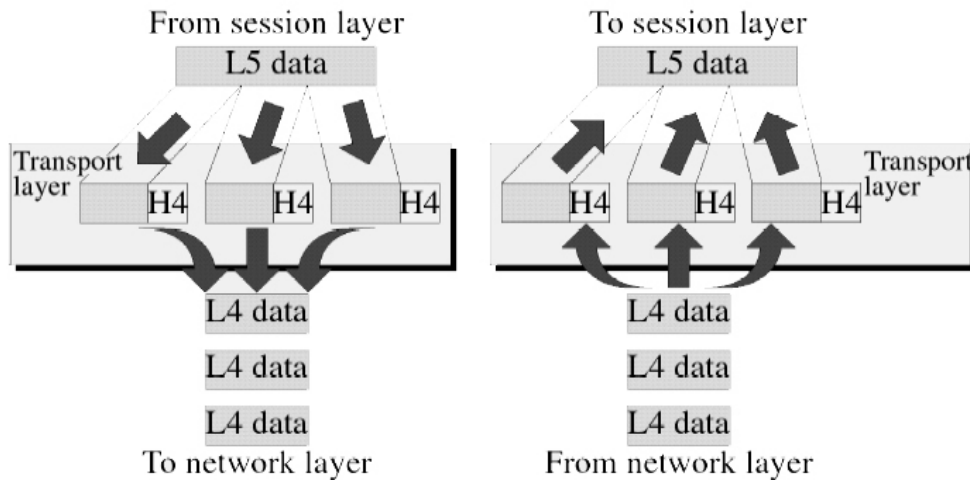 From session layer
L5 data
Transport
layer
H4
H4
H4
L4 data
L4 data
L4 data
To network layer
To session layer
L5 data
Transport
layer
H4
H4
H4
L4 data
L4 data
L4 data
From network layer